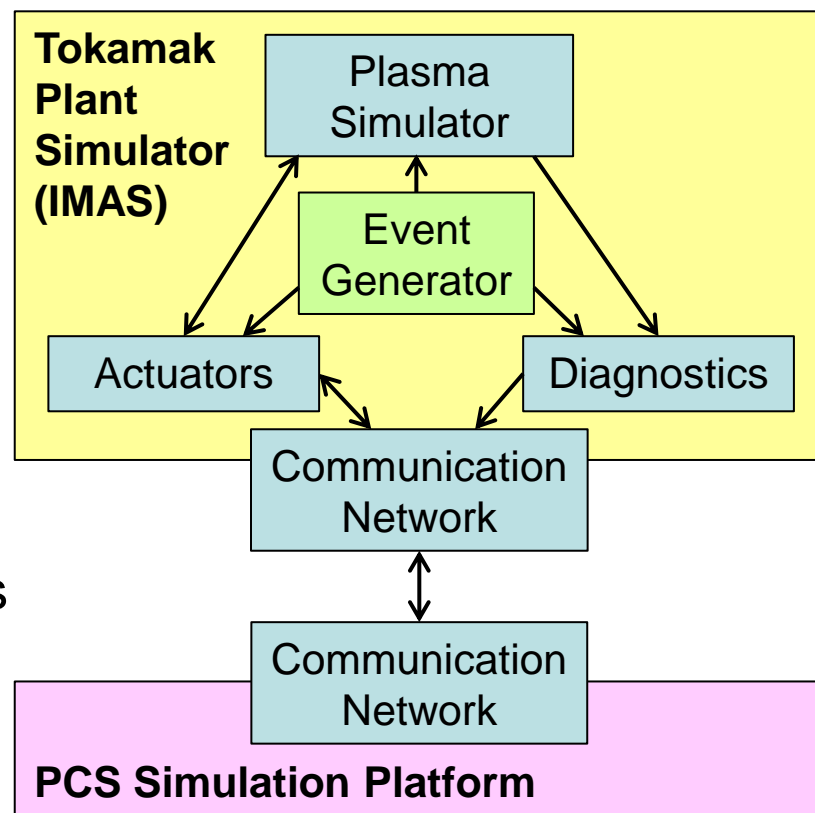 Tokamak
Plant
Simulator
(IMAS)
Plasma
Simulator
Event
Generator
Actuators
Diagnostics
Communication
Network
s
Communication
Network
PCS Simulation Platform